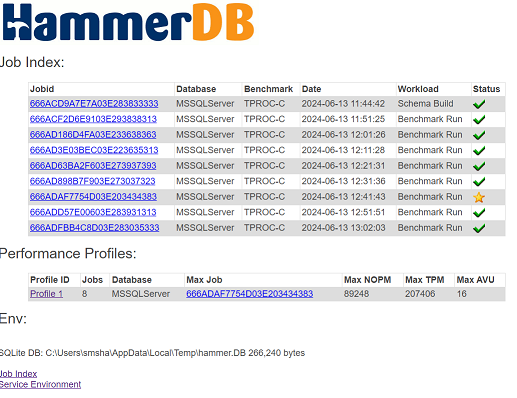 HammerDB
Job Index:
Jobid Database Benchmark Date Workload Status
666ACD9A7E7A03E283833333 MSSQLServer TPROC-C 2024-06-13 11:44:42 Schema Build
666ACF2D6E9103E293838313 MSSQLServer TPROC-C 2024-06-13 11:51:25 Benchmark Run
666AD186D4FA03E233638363 MSSQLServer TPROC-C 2024-06-13 12:01:26 Benchmark Run
666AD3E03BEC03E223635313 MSSQLServer TPROC-C 2024-06-13 12:11:28 Benchmark Run
666AD63BA2F603E273937393 MSSQLServer TPROC-C 2024-06-13 12:21:31 Benchmark Run
666AD898B7F903E273037323 MSSQLServer TPROC-C 2024-06-13 12:31:36 Benchmark Run
666ADAF7754D03E203434383 MSSQLServer TPROC-C 2024-06-13 12:41:43 Benchmark Run
666ADD57E00603E283931313 MSSQLServer TPROC-C 2024-06-13 12:51:51 Benchmark Run
666ADFBB4C8D03E283035333 MSSQLServer TPROC-C 2024-06-13 13:02:03 Benchmark Run
Performance Profiles:
Profile ID Jobs Database Max Job Max NOPM Max TPM Max AVU
Profile 1 8 MSSQLServer 666ADAF7754D03E203434383 89248 207406 16
Env:
SQLite DB: C:\Users\smsha\AppData\Local\Temp\hammer.DB 266,240 bytes
Job Index
Service Environment